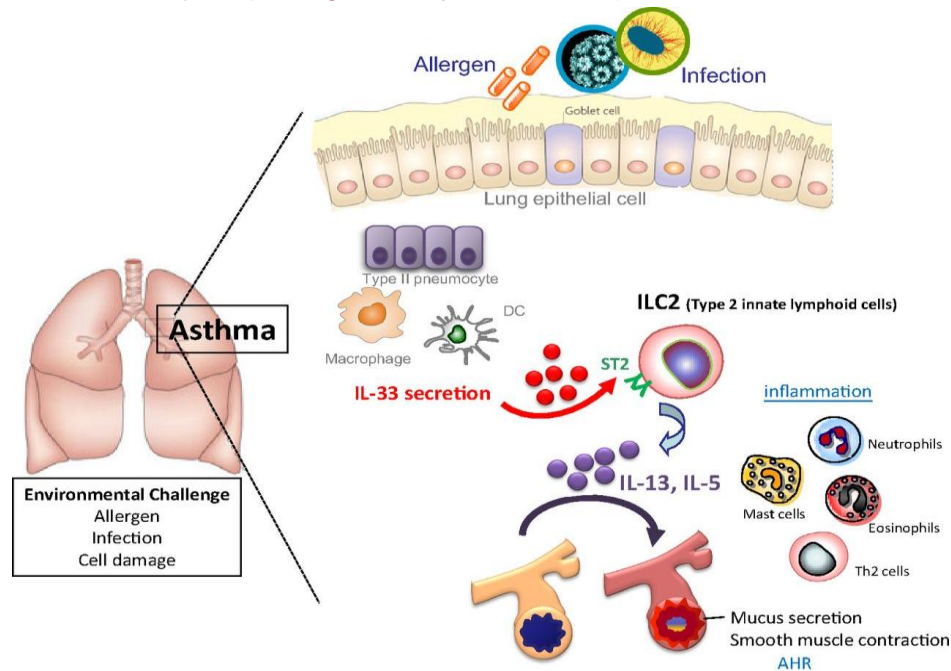 Allergen
Infection
Goblet cell
Lung epithelial cell
Type II pneumocyte
DC
Macrophage
ILC2 (Type 2 innate lymphoid cells)
Asthma
ST2
IL-33 secretion
inflammation
Neutrophils
IL-13, IL-5
Mast cells
Eosinophils
Th2 cells
Environmental Challenge
Allergen
Infection
Cell damage
Mucus secretion
Smooth muscle contraction
AHR